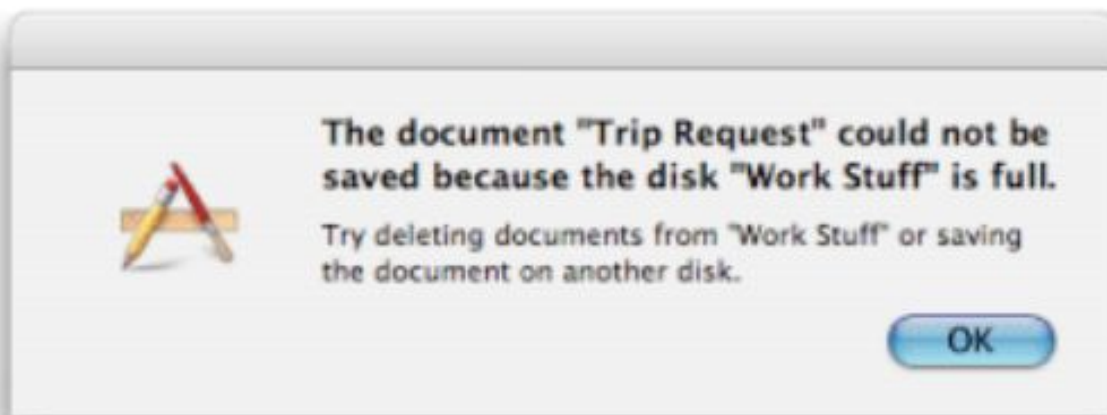 The document "Trip Request" could not be
saved because the disk "Work Stuff" is full.
Try deleting documents from "Work Stuff" or saving
the document on another disk.
OK